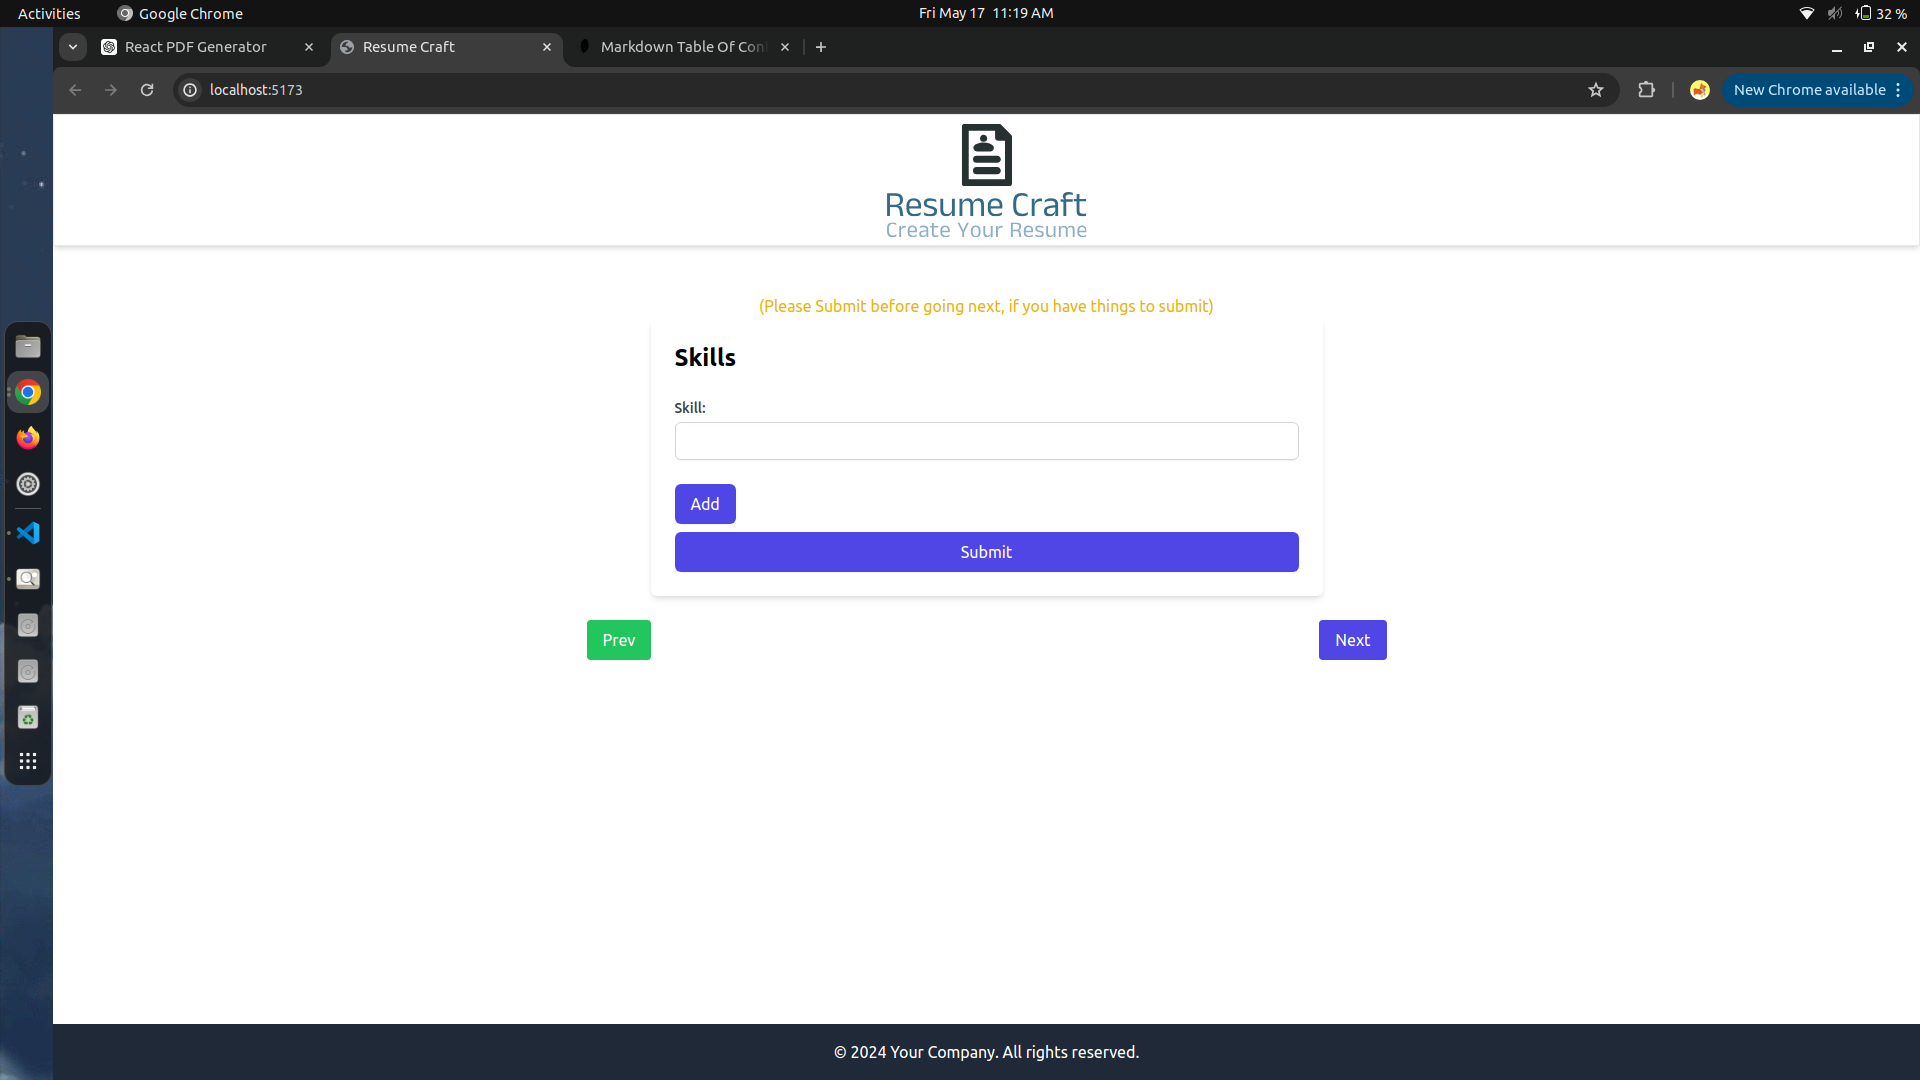 Activities
Google Chrome
Fri May 17 11:19 AM
32 %
React PDF Generator
Resume Craft
Markdown Table Of Con
localhost:5173
New Chrome available
Resume Craft
Create Your Resume
(Please Submit before going next, if you have things to submit)
Skills
Skill:
Add
Submit
Prev
Next
© 2024 Your Company. All rights reserved.